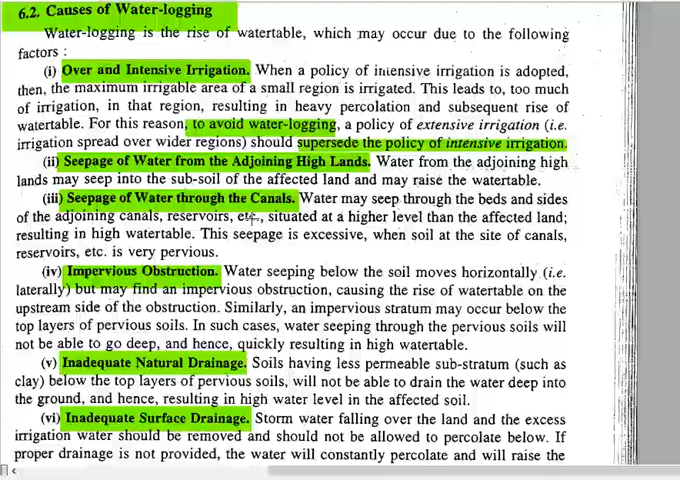 6.2. Causes of Water-logging
Water-logging is the rise of watertable, which may occur due to the following
factors :
(i) Over and Intensive Irrigation. When a policy of intensive irrigation is adopted,
then, the maximum irrigable area of a small region is irrigated. This leads to, too much
of irrigation, in that region, resulting in heavy percolation and subsequent rise of
watertable. For this reason, to avoid water-logging, a policy of extensive irrigation (i.e.
irrigation spread over wider regions) should supersede the policy of intensive irrigation.
(ii) Seepage of Water from the Adjoining High Lands. Water from the adjoining high
lands may seep into the sub-soil of the affected land and may raise the watertable.
(iii) Seepage of Water through the Canals. Water may seep through the beds and sides
of the adjoining canals, reservoirs, etc., situated at a higher level than the affected land;
resulting in high watertable. This seepage is excessive, when soil at the site of canals,
reservoirs, etc. is very pervious.
(iv) Impervious Obstruction. Water seeping below the soil moves horizontally (i.e.
laterally) but may find an impervious obstruction, causing the rise of watertable on the
upstream side of the obstruction. Similarly, an impervious stratum may occur below the
top layers of pervious soils. In such cases, water seeping through the pervious soils will
not be able to go deep, and hence, quickly resulting in high watertable.
(v) Inadequate Natural Drainage. Soils having less permeable sub-stratum (such as
clay) below the top layers of pervious soils, will not be able to drain the water deep into
the ground, and hence, resulting in high water level in the affected soil.
(vi) Inadequate Surface Drainage. Storm water falling over the land and the excess
irrigation water should be removed and should not be allowed to percolate below. If
proper drainage is not provided, the water will constantly percolate and will raise the